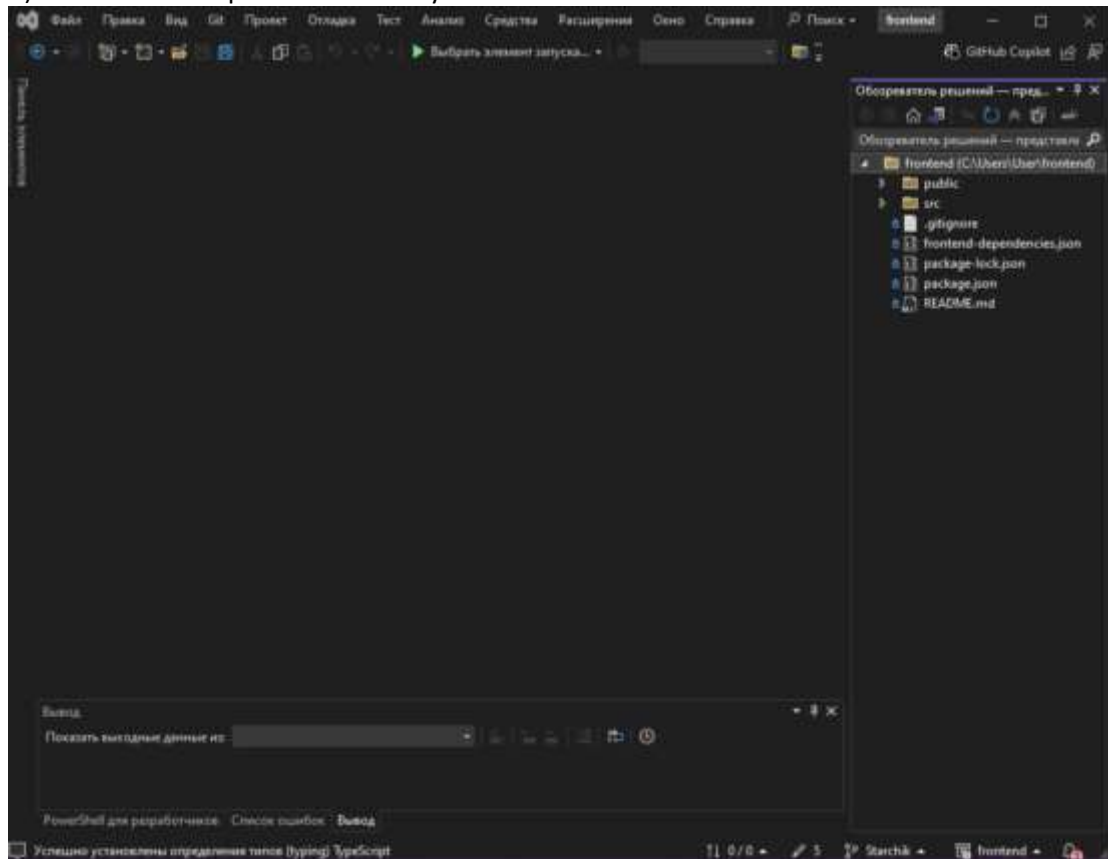 Файл Правка Вид Git Проект Отладка Тест Анализ Средства Расширения Окно Справка Поиск frontend
Выбрать элемент запуска... GitHub Copilot
Панель элементов
Обозреватель решений — пред...
Обозреватель решений — представле
frontend (C:\Users\User\frontend)
public
src
.gitignore
frontend-dependencies.json
package-lock.json
package.json
README.md
Вывод
Показать выходные данные из:
PowerShell для разработчиков Список ошибок Вывод
Успешно установлены определения типов (typing) TypeScript 0/0 5 Starchik frontend